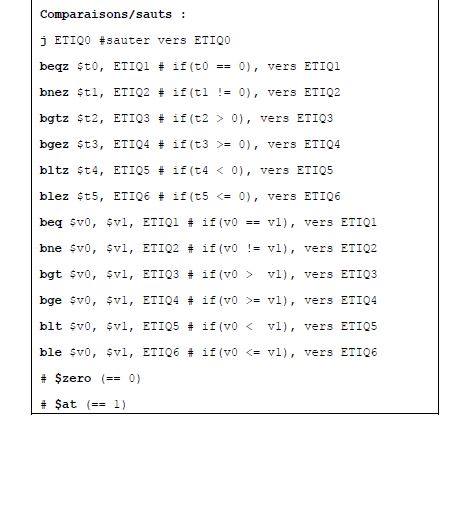 Comparaisons/sauts :
j ETIQ0 #sauter vers ETIQ0
beqz $t0, ETIQ1 # if(t0 == 0), vers ETIQ1
bnez $t1, ETIQ2 # if(t1 != 0), vers ETIQ2
bgtz $t2, ETIQ3 # if(t2 > 0), vers ETIQ3
bgez $t3, ETIQ4 # if(t3 >= 0), vers ETIQ4
bltz $t4, ETIQ5 # if(t4 < 0), vers ETIQ5
blez $t5, ETIQ6 # if(t5 <= 0), vers ETIQ6
beq $v0, $v1, ETIQ1 # if(v0 == v1), vers ETIQ1
bne $v0, $v1, ETIQ2 # if(v0 != v1), vers ETIQ2
bgt $v0, $v1, ETIQ3 # if(v0 >  v1), vers ETIQ3
bge $v0, $v1, ETIQ4 # if(v0 >= v1), vers ETIQ4
blt $v0, $v1, ETIQ5 # if(v0 <  v1), vers ETIQ5
ble $v0, $v1, ETIQ6 # if(v0 <= v1), vers ETIQ6
# $zero (== 0)
# $at (== 1)